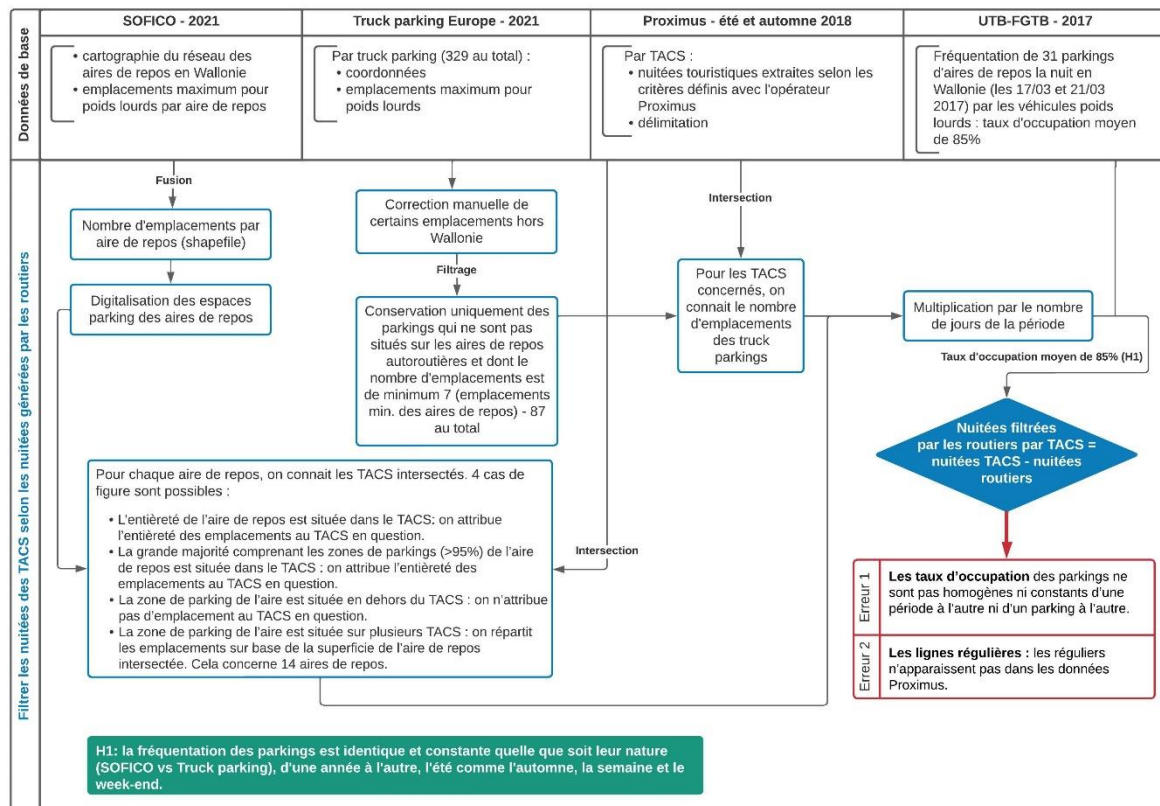 SOFICO - 2021
Truck parking Europe - 2021
Proximus - été et automne 2018
UTB-FGTB - 2017
Données de base
• cartographie du réseau des
aires de repos en Wallonie
• emplacements maximum pour
poids lourds par aire de repos
Par truck parking (329 au total) :
• coordonnées
• emplacements maximum pour
poids lourds
Par TACS :
• nuitées touristiques extraites selon les
critères définis avec l'opérateur
Proximus
• délimitation
Fréquentation de 31 parkings
d'aires de repos la nuit en
Wallonie (les 17/03 et 21/03
2017) par les véhicules poids
lourds : taux d'occupation moyen
de 85%
Filtrer les nuitées des TACS selon les nuitées générées par les routiers
Fusion
Nombre d'emplacements par
aire de repos (shapefile)
Digitalisation des espaces
parking des aires de repos
Correction manuelle de
certains emplacements hors
Wallonie
Filtrage
Conservation uniquement des
parkings qui ne sont pas
situés sur les aires de repos
autoroutières et dont le
nombre d'emplacements est
de minimum 7 (emplacements
min. des aires de repos) - 87
au total
Intersection
Pour les TACS
concernés, on
connait le nombre
d'emplacements
des truck
parkings
Multiplication par le nombre
de jours de la période
Taux d'occupation moyen de 85% (H1)
Nuitées filtrées
par les routiers par TACS =
nuitées TACS - nuitées
routiers
Pour chaque aire de repos, on connait les TACS intersectés. 4 cas de
figure sont possibles :
• L'entièreté de l'aire de repos est située dans le TACS: on attribue
l'entièreté des emplacements au TACS en question.
• La grande majorité comprenant les zones de parkings (>95%) de l'aire
de repos est située dans le TACS : on attribue l'entièreté des
emplacements au TACS en question.
• La zone de parking de l'aire est située en dehors du TACS : on n'attribue
pas d'emplacement au TACS en question.
• La zone de parking de l'aire est située sur plusieurs TACS : on répartit
les emplacements sur base de la superficie de l'aire de repos
intersectée. Cela concerne 14 aires de repos.
Intersection
Erreur 1
Les taux d'occupation des parkings ne
sont pas homogènes ni constants d'une
période à l'autre ni d'un parking à l'autre.
Erreur 2
Les lignes régulières : les réguliers
n'apparaissent pas dans les données
Proximus.
H1: la fréquentation des parkings est identique et constante quelle que soit leur nature
(SOFICO vs Truck parking), d'une année à l'autre, l'été comme l'automne, la semaine et le
week-end.